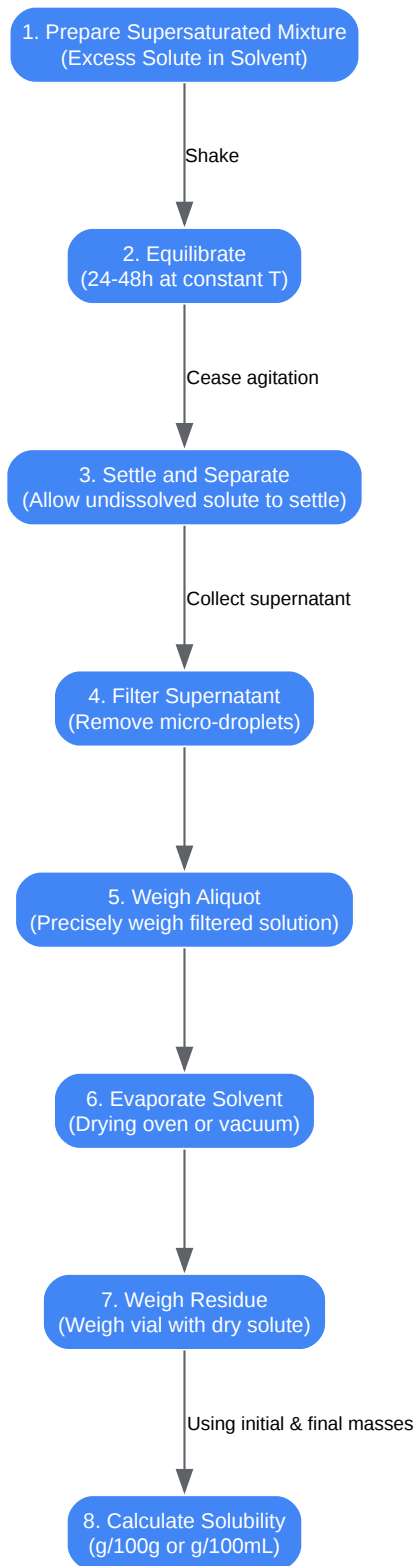 1. Prepare Supersaturated Mixture
(Excess Solute in Solvent)
Shake
2. Equilibrate
(24-48h at constant T)
Cease agitation
3. Settle and Separate
(Allow undissolved solute to settle)
Collect supernatant
4. Filter Supernatant
(Remove micro-droplets)
5. Weigh Aliquot
(Precisely weigh filtered solution)
6. Evaporate Solvent
(Drying oven or vacuum)
7. Weigh Residue
(Weigh vial with dry solute)
Using initial & final masses
8. Calculate Solubility
(g/100g or g/100mL)